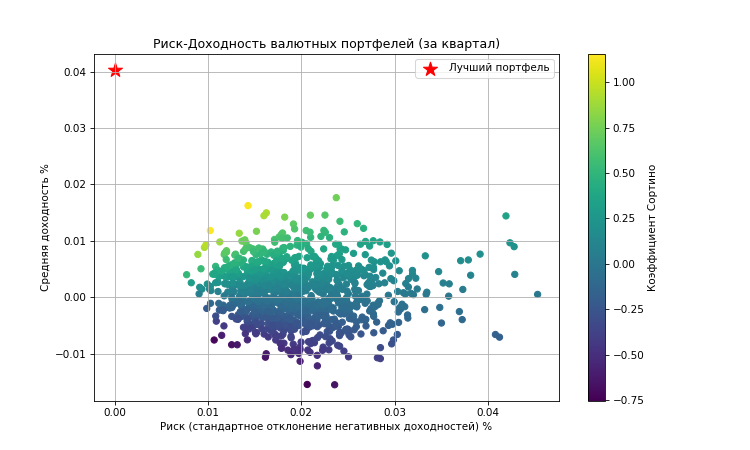 Риск-Доходность валютных портфелей (за квартал)
Лучший портфель
Средняя доходность %
0.04
0.03
0.02
0.01
0.00
−0.01
0.00 0.01 0.02 0.03 0.04
Риск (стандартное отклонение негативных доходностей) %
1.00
0.75
0.50
0.25
0.00
−0.25
−0.50
−0.75
Коэффициент Сортино